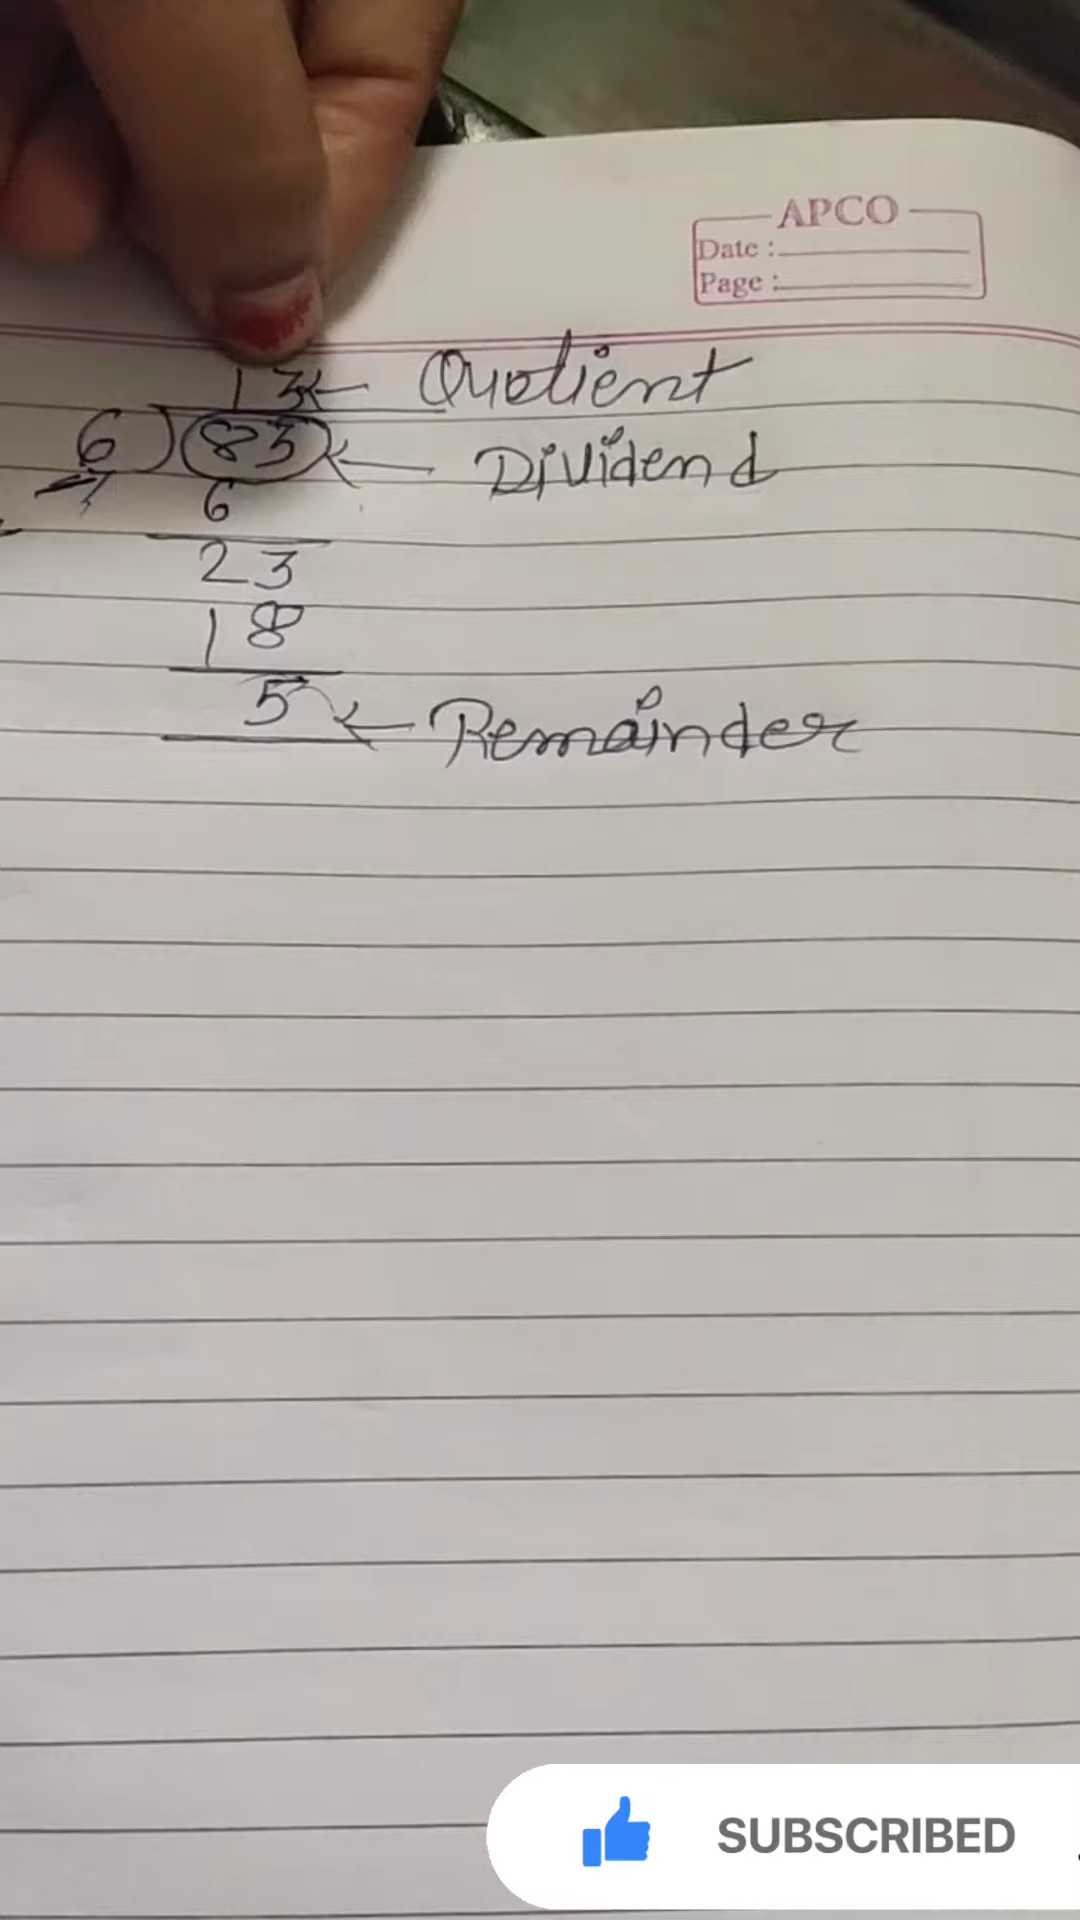 APCO
Date :
Page :
13 ← Quotient
6 ) 83 ← Dividend
6
23
18
5 ← Remainder
SUBSCRIBED